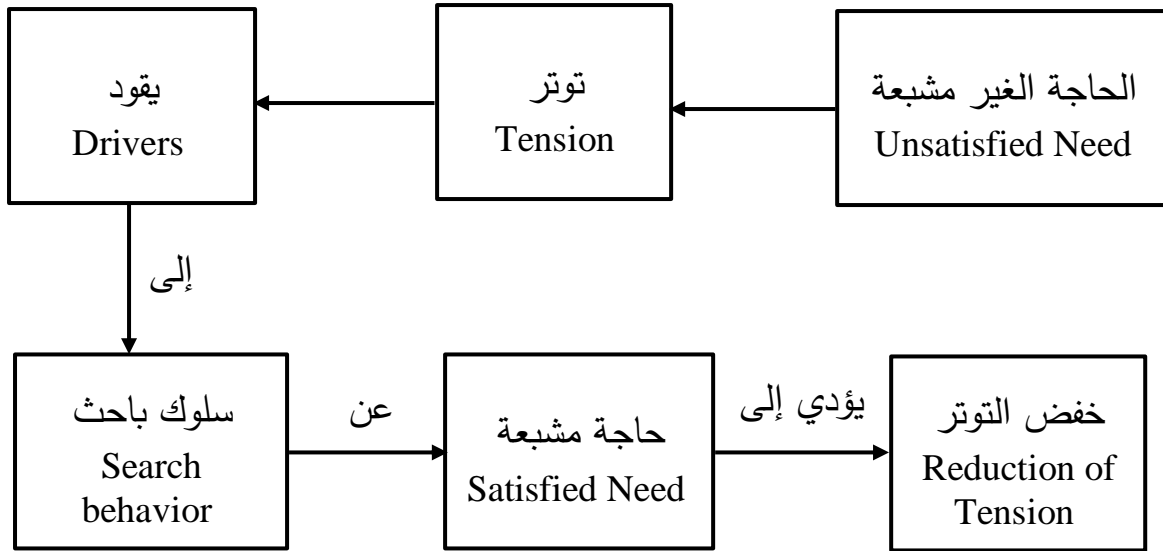 الحاجة الغير مشبعة
Unsatisfied Need
توتر
Tension
يقود
Drivers
إلى
سلوك باحث
Search
behavior
عن
حاجة مشبعة
Satisfied Need
يؤدي إلى
خفض التوتر
Reduction of
Tension